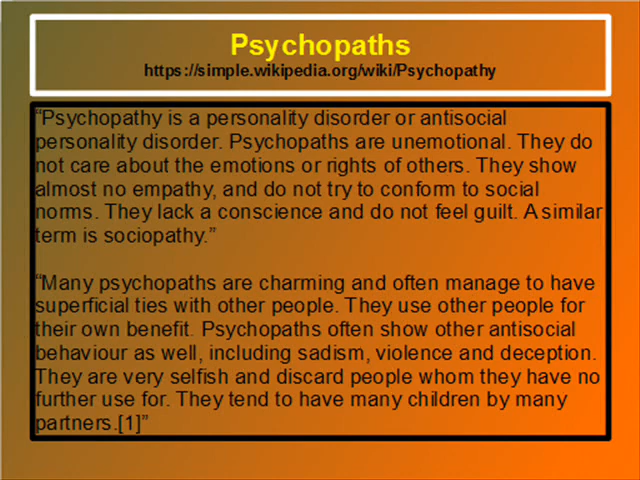 Psychopaths
https://simple.wikipedia.org/wiki/Psychopathy
“Psychopathy is a personality disorder or antisocial
personality disorder. Psychopaths are unemotional. They do
not care about the emotions or rights of others. They show
almost no empathy, and do not try to conform to social
norms. They lack a conscience and do not feel guilt. A similar
term is sociopathy.”
“Many psychopaths are charming and often manage to have
superficial ties with other people. They use other people for
their own benefit. Psychopaths often show other antisocial
behaviour as well, including sadism, violence and deception.
They are very selfish and discard people whom they have no
further use for. They tend to have many children by many
partners.[1]”